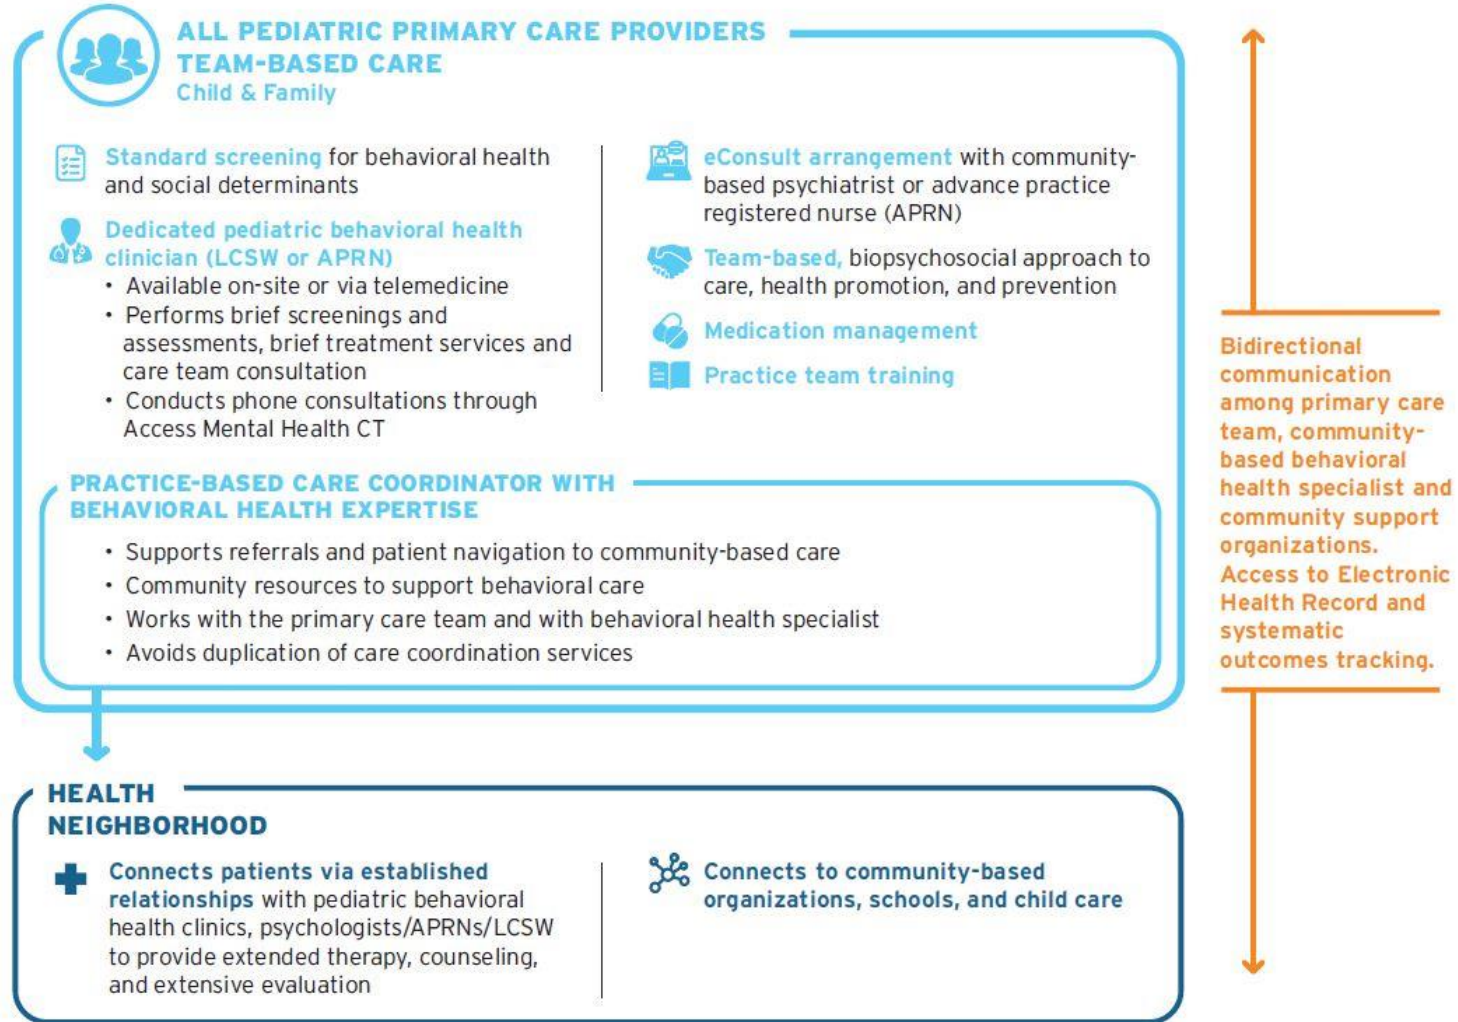 ALL PEDIATRIC PRIMARY CARE PROVIDERS
TEAM-BASED CARE
Child & Family
Standard screening for behavioral health
and social determinants
Dedicated pediatric behavioral health
clinician (LCSW or APRN)
• Available on-site or via telemedicine
• Performs brief screenings and
assessments, brief treatment services and
care team consultation
• Conducts phone consultations through
Access Mental Health CT
eConsult arrangement with community-
based psychiatrist or advance practice
registered nurse (APRN)
Team-based, biopsychosocial approach to
care, health promotion, and prevention
Medication management
Practice team training
PRACTICE-BASED CARE COORDINATOR WITH
BEHAVIORAL HEALTH EXPERTISE
• Supports referrals and patient navigation to community-based care
• Community resources to support behavioral care
• Works with the primary care team and with behavioral health specialist
• Avoids duplication of care coordination services
HEALTH
NEIGHBORHOOD
Connects patients via established
relationships with pediatric behavioral
health clinics, psychologists/APRNs/LCSW
to provide extended therapy, counseling,
and extensive evaluation
Connects to community-based
organizations, schools, and child care
Bidirectional
communication
among primary care
team, community-
based behavioral
health specialist and
community support
organizations.
Access to Electronic
Health Record and
systematic
outcomes tracking.